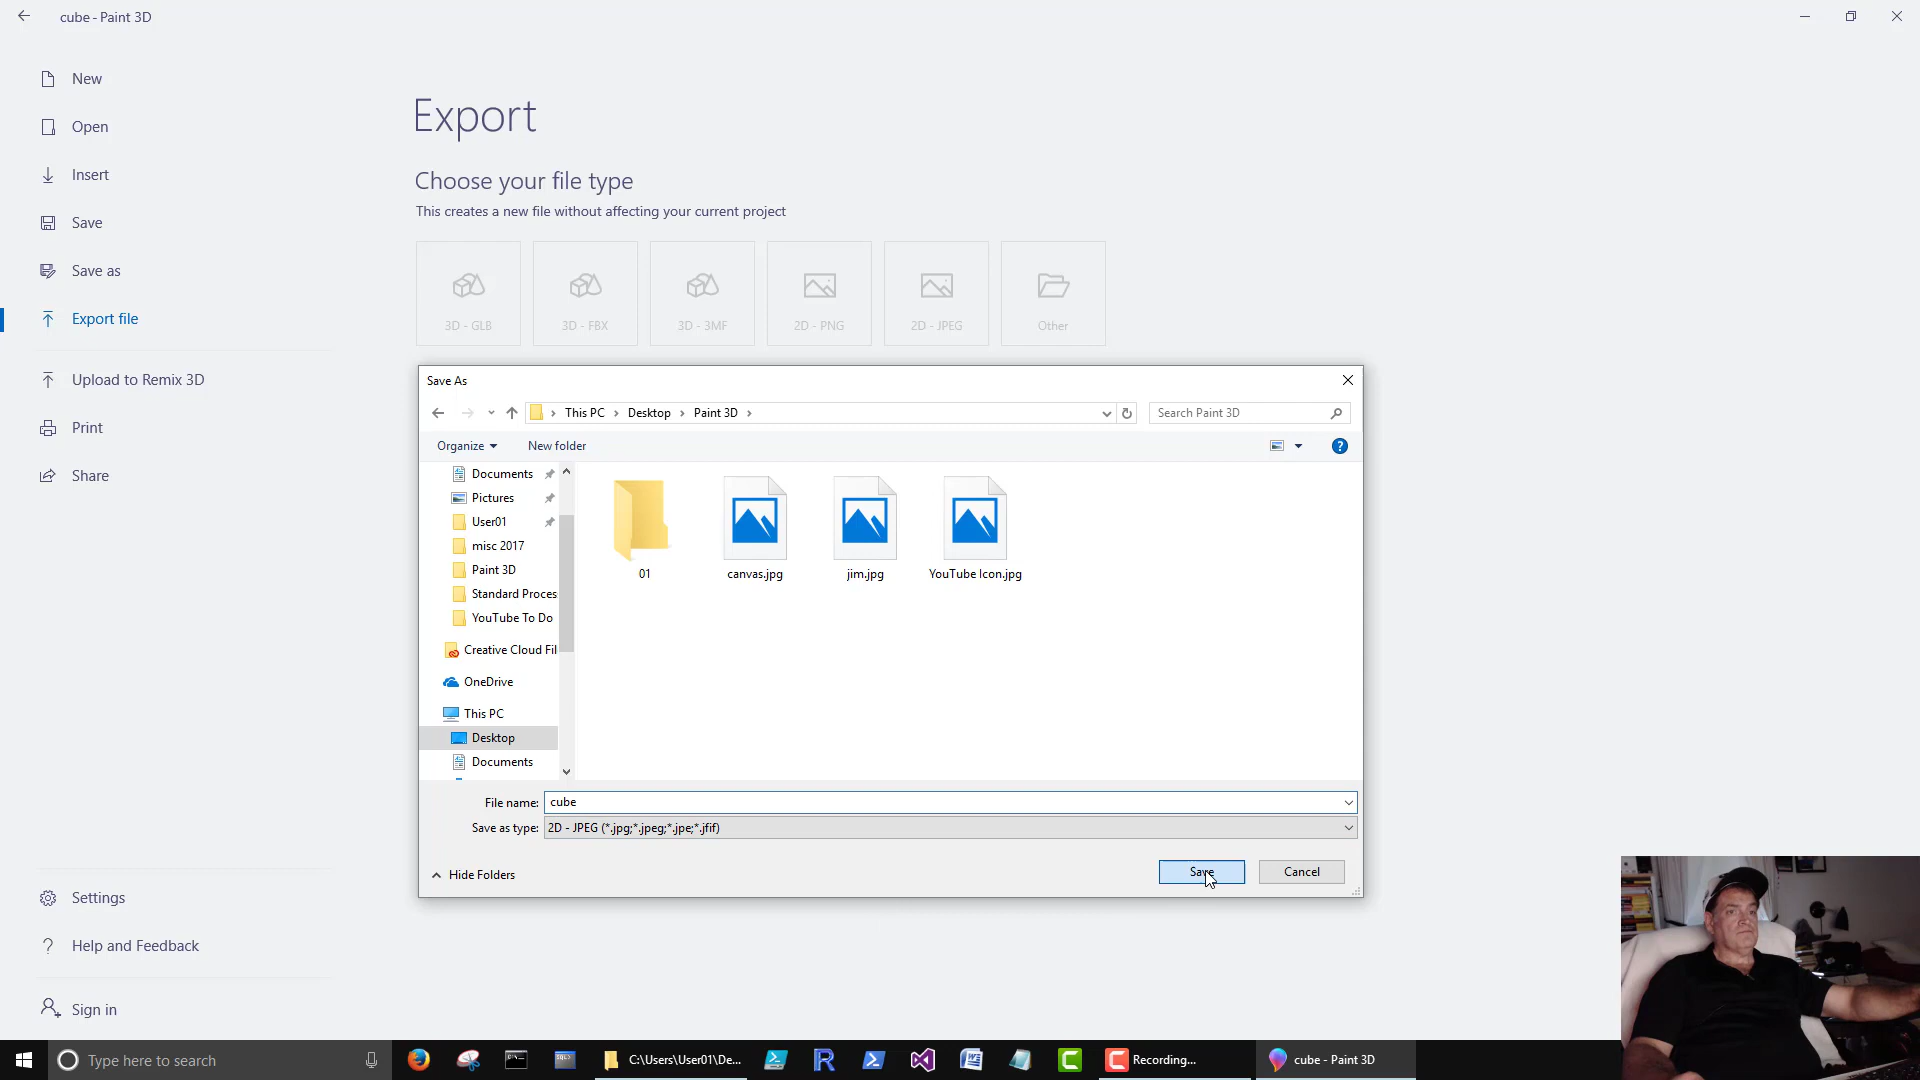 cube - Paint 3D
New
Open
Insert
Save
Save as
Export file
Upload to Remix 3D
Print
Share
Settings
Help and Feedback
Sign in
Export
Choose your file type
This creates a new file without affecting your current project
3D - GLB
3D - FBX
3D - 3MF
2D - PNG
2D - JPEG
Other
Save As
This PC
Desktop
Paint 3D
Search Paint 3D
Organize
New folder
Documents
Pictures
User01
misc 2017
Paint 3D
Standard Proces
YouTube To Do
Creative Cloud Fil
OneDrive
This PC
Desktop
Documents
01
canvas.jpg
jim.jpg
YouTube Icon.jpg
File name: cube
Save as type: 2D - JPEG (*.jpg;*.jpeg;*.jpe;*.jfif)
Hide Folders
Save
Cancel
Type here to search
C:\Users\User01\De...
Recording...
cube - Paint 3D